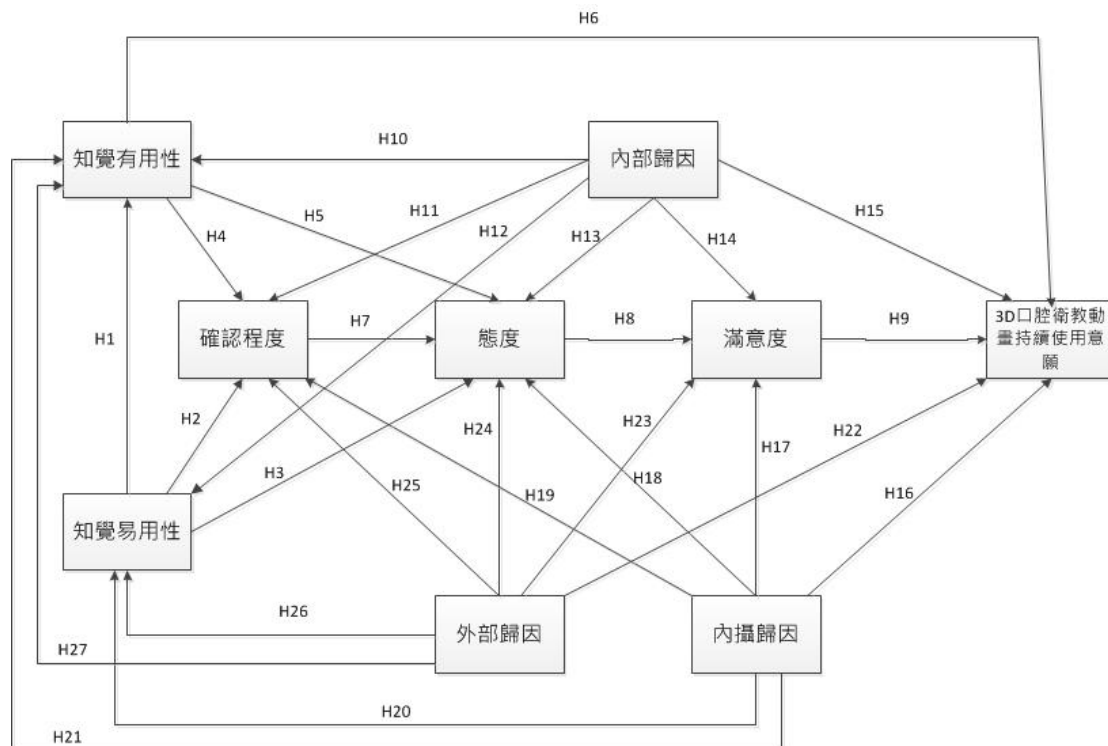 H6
知覺有用性
H10
內部歸因
H4
H5
H11
H12
H13
H14
H15
H1
確認程度
H7
態度
H8
滿意度
H9
3D口腔衛教動
畫持續使用意
願
H2
H3
H25
H24
H19
H23
H18
H17
H22
H16
知覺易用性
H26
外部歸因
內攝歸因
H27
H20
H21